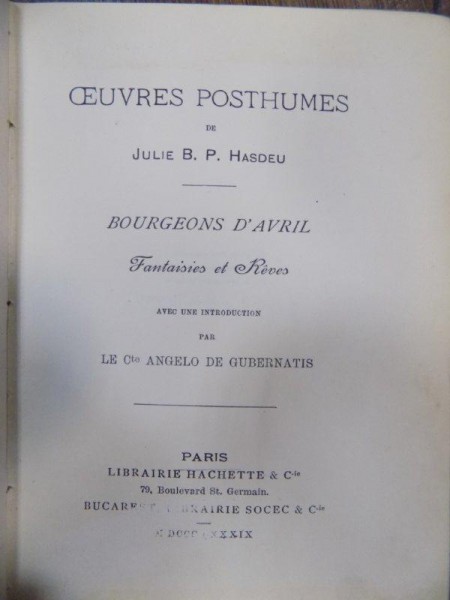 ŒUVRES POSTHUMES
DE
JULIE B. P. HASDEU
BOURGEONS D'AVRIL
Fantaisies et Rêves
AVEC UNE INTRODUCTION
PAR
LE Cte ANGELO DE GUBERNATIS
PARIS
LIBRAIRIE HACHETTE & Cie
79, Boulevard St. Germain.
LIBRAIRIE SOCEC & Cie